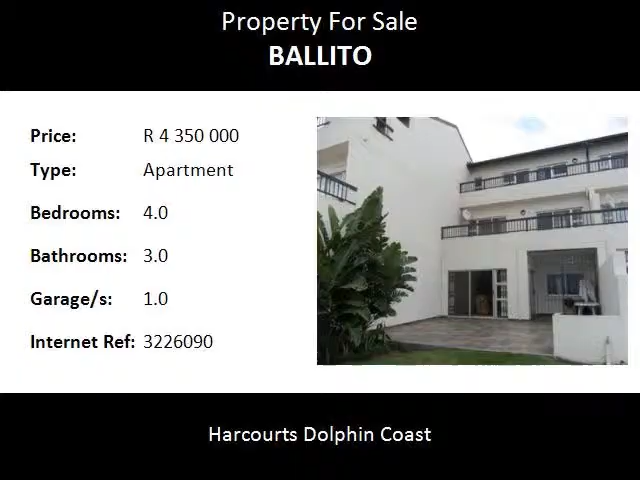 Property For Sale
BALLITO
Price: R 4 350 000
Type: Apartment
Bedrooms: 4.0
Bathrooms: 3.0
Garage/s: 1.0
Internet Ref: 3226090
Harcourts Dolphin Coast